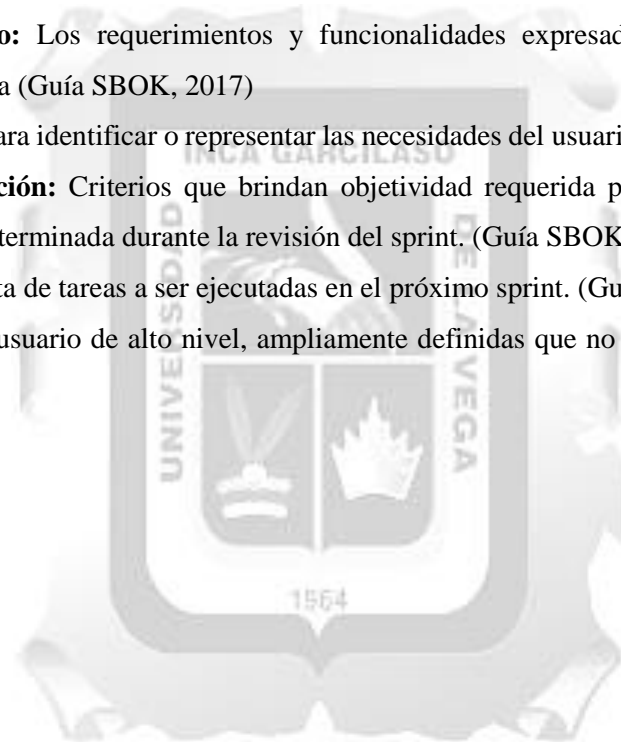 o: Los requerimientos y funcionalidades expresad
a (Guía SBOK, 2017)
ara identificar o representar las necesidades del usuari
INCA GARCILASO
ción: Criterios que brindan objetividad requerida p
terminada durante la revisión del sprint. (Guía SBOK
ta de tareas a ser ejecutadas en el próximo sprint. (Gu
usuario de alto nivel, ampliamente definidas que no
UNIVERSIDAD
DE LA VEGA
1964